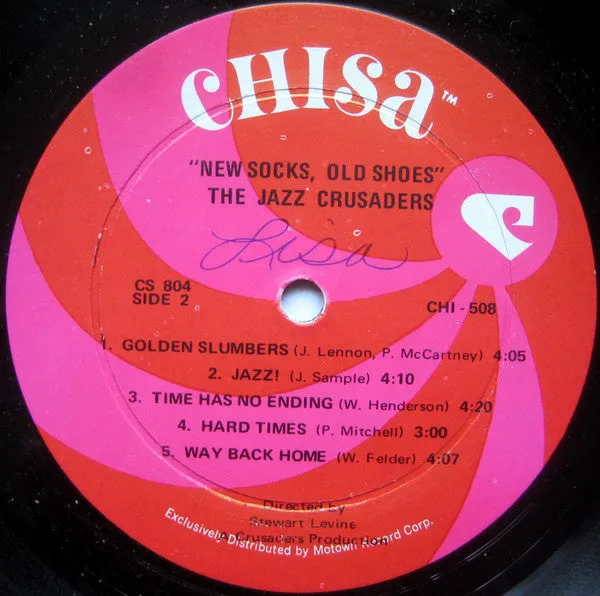 CHISA™
"NEW SOCKS, OLD SHOES"
THE JAZZ CRUSADERS
Lisa
CS 804
SIDE 2
CHI - 508
1. GOLDEN SLUMBERS (J. Lennon, P. McCartney) 4:05
2. JAZZ! (J. Sample) 4:10
3. TIME HAS NO ENDING (W. Henderson) 4:20
4. HARD TIMES (P. Mitchell) 3:00
5. WAY BACK HOME (W. Felder) 4:07
Directed by
Stewart Levine
A Crusaders Production
Exclusively Distributed by Motown Record Corp.